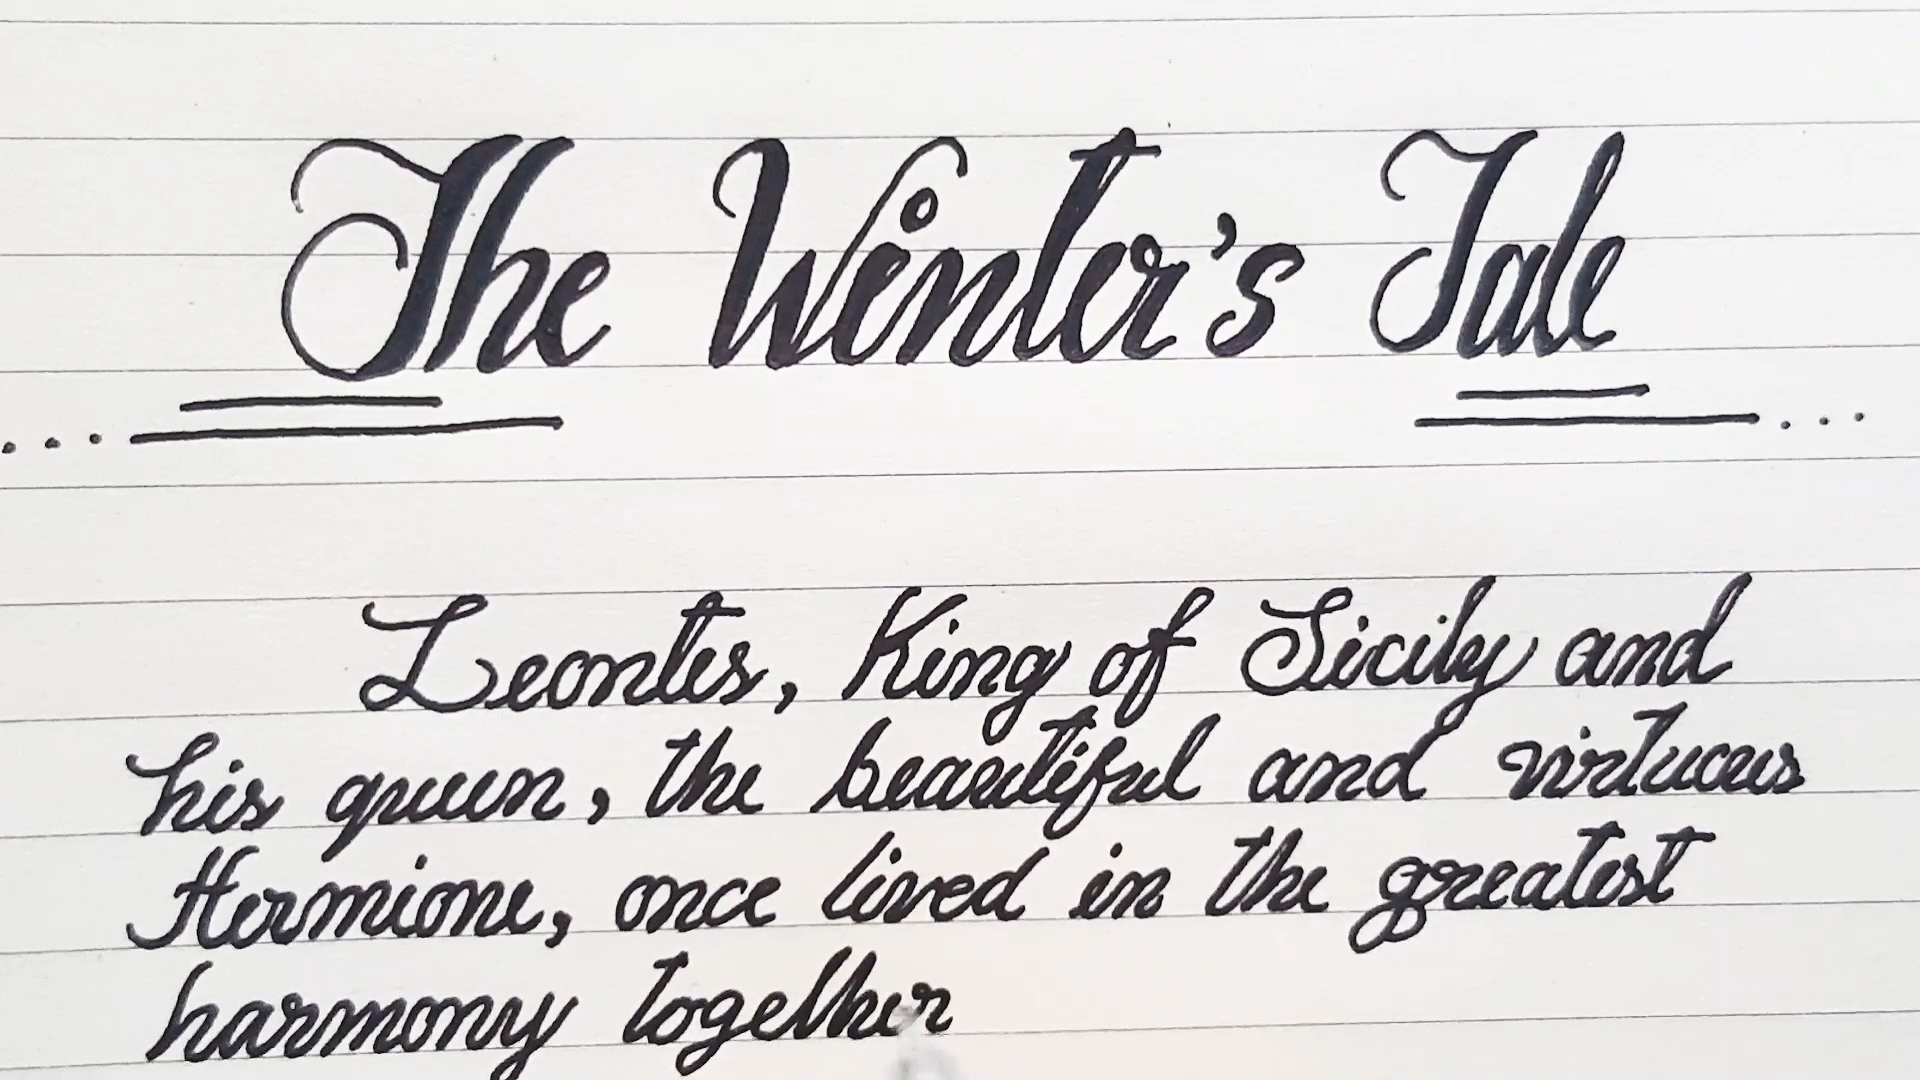 The Winter's Tale
Leontes, King of Sicily and
his queen, the beautiful and virtuous
Hermione, once lived in the greatest
harmony together